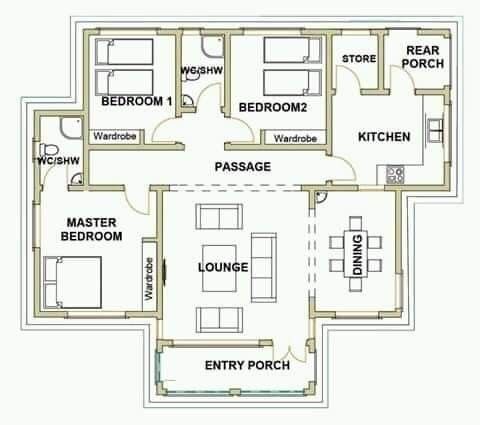 BEDROOM 1
Wardrobe
WC/SHW
BEDROOM2
Wardrobe
STORE
REAR
PORCH
KITCHEN
WC/SHW
PASSAGE
MASTER
BEDROOM
Wardrobe
LOUNGE
DINING
ENTRY PORCH